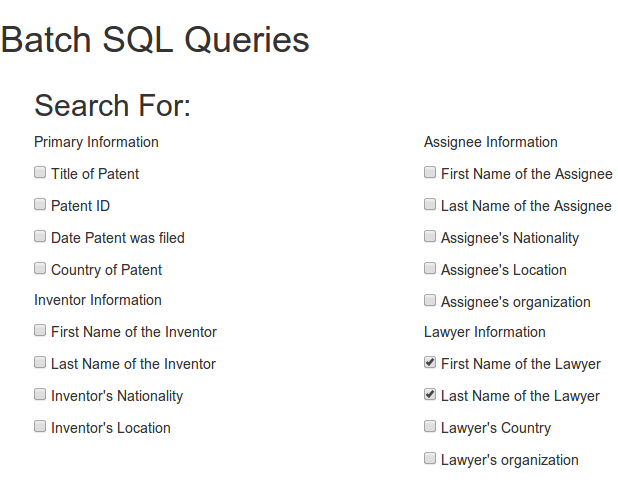 Batch SQL Queries
Search For:
Primary Information
Title of Patent
Patent ID
Date Patent was filed
Country of Patent
Inventor Information
First Name of the Inventor
Last Name of the Inventor
Inventor's Nationality
Inventor's Location
Assignee Information
First Name of the Assignee
Last Name of the Assignee
Assignee's Nationality
Assignee's Location
Assignee's organization
Lawyer Information
First Name of the Lawyer
Last Name of the Lawyer
Lawyer's Country
Lawyer's organization